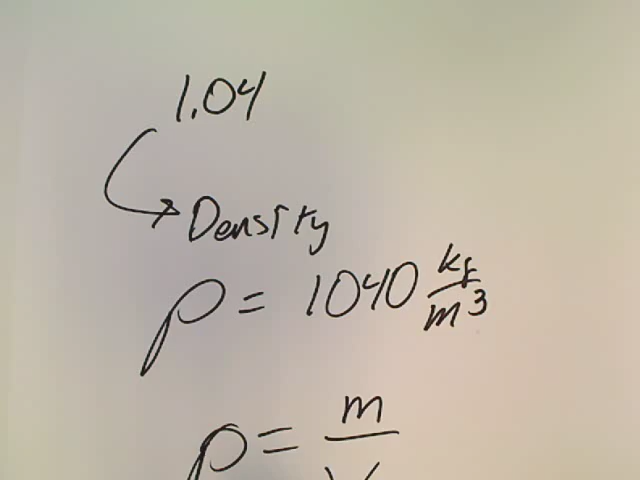 1.04
Density
ρ = 1040 kg/m³
ρ = m/V